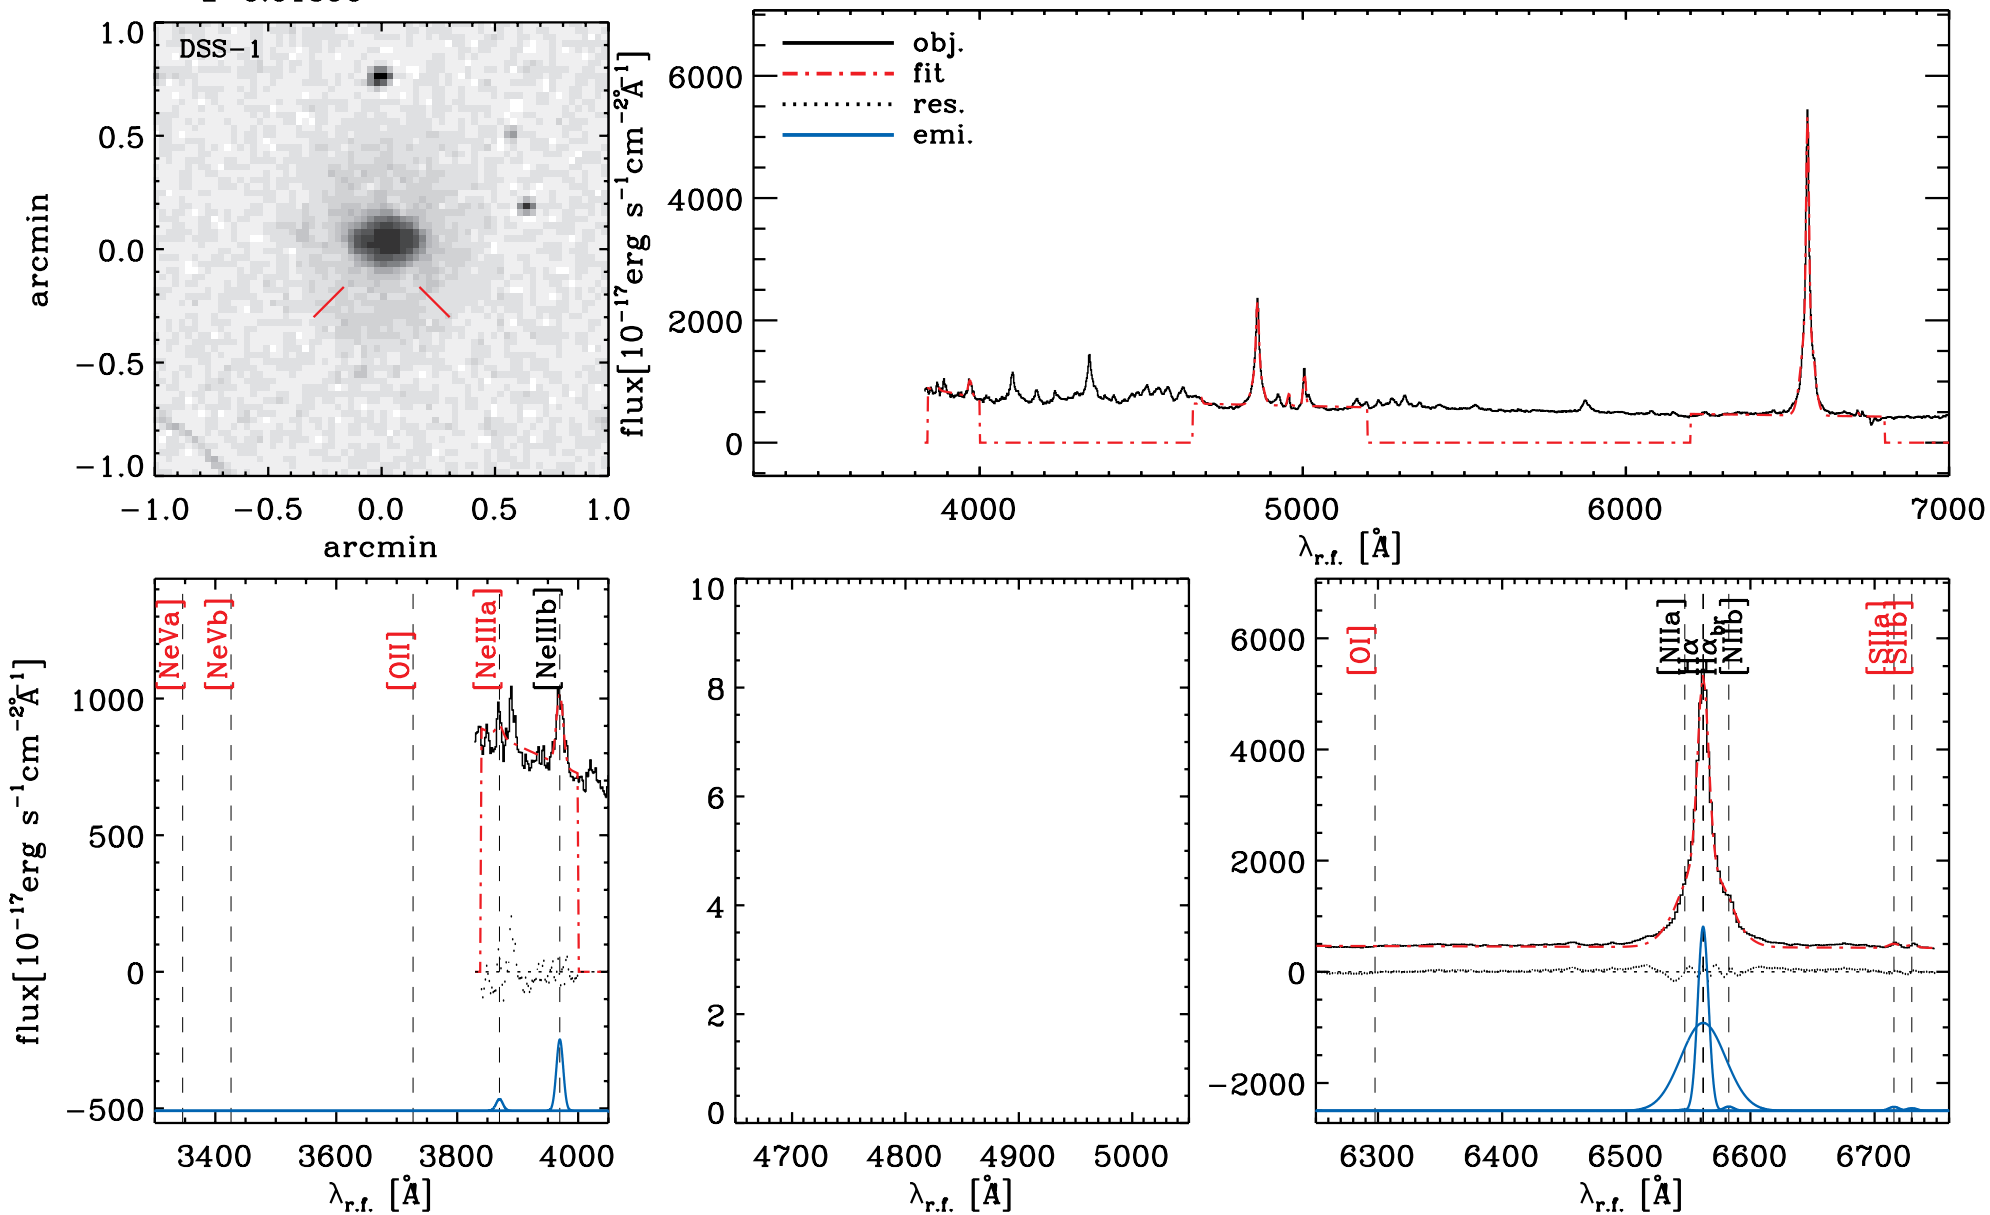 DSS-1
1.0
0.5
0.0
-0.5
-1.0
arcmin
-1.0 -0.5 0.0 0.5 1.0
arcmin
obj.
fit
res.
emi.
6000
4000
2000
0
flux[10⁻¹⁷erg s⁻¹cm⁻²Å⁻¹]
4000 5000 6000 7000
λr.f. [Å]
[NeVa]
[NeVb]
[OII]
[NeIIIa]
[NeIIIb]
1000
500
0
-500
flux[10⁻¹⁷erg s⁻¹cm⁻²Å⁻¹]
3400 3600 3800 4000
λr.f. [Å]
10
8
6
4
2
0
4700 4800 4900 5000
λr.f. [Å]
[OI]
[NIIa]
Hα
Hαbr
[NIIb]
[SIIa]
[SIIb]
6000
4000
2000
0
-2000
6300 6400 6500 6600 6700
λr.f. [Å]